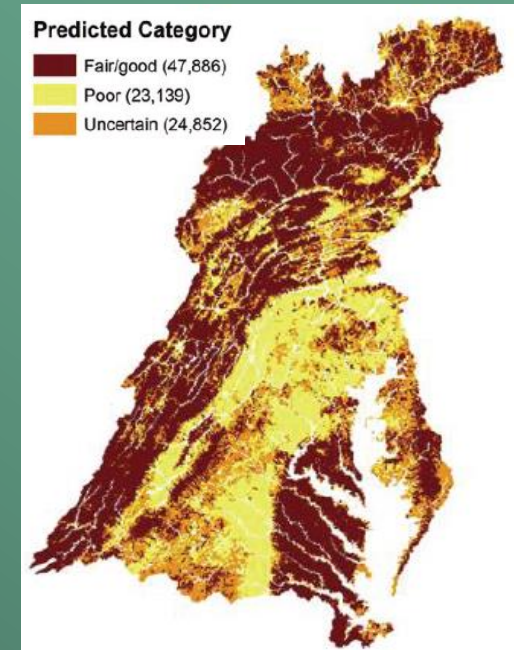 Predicted Category
Fair/good (47,886)
Poor (23,139)
Uncertain (24,852)